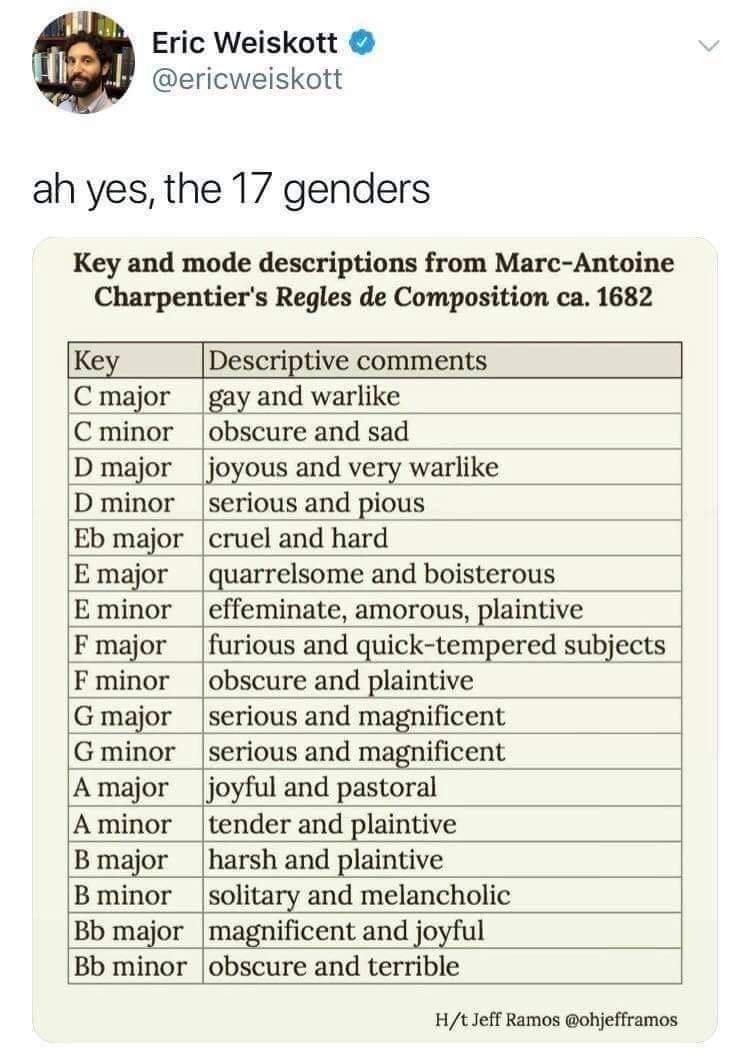 Eric Weiskott
@ericweiskott
ah yes, the 17 genders
Key and mode descriptions from Marc-Antoine
Charpentier's Regles de Composition ca. 1682
Key Descriptive comments
C major gay and warlike
C minor obscure and sad
D major joyous and very warlike
D minor serious and pious
Eb major cruel and hard
E major quarrelsome and boisterous
E minor effeminate, amorous, plaintive
F major furious and quick-tempered subjects
F minor obscure and plaintive
G major serious and magnificent
G minor serious and magnificent
A major joyful and pastoral
A minor tender and plaintive
B major harsh and plaintive
B minor solitary and melancholic
Bb major magnificent and joyful
Bb minor obscure and terrible
H/t Jeff Ramos @ohjefframos